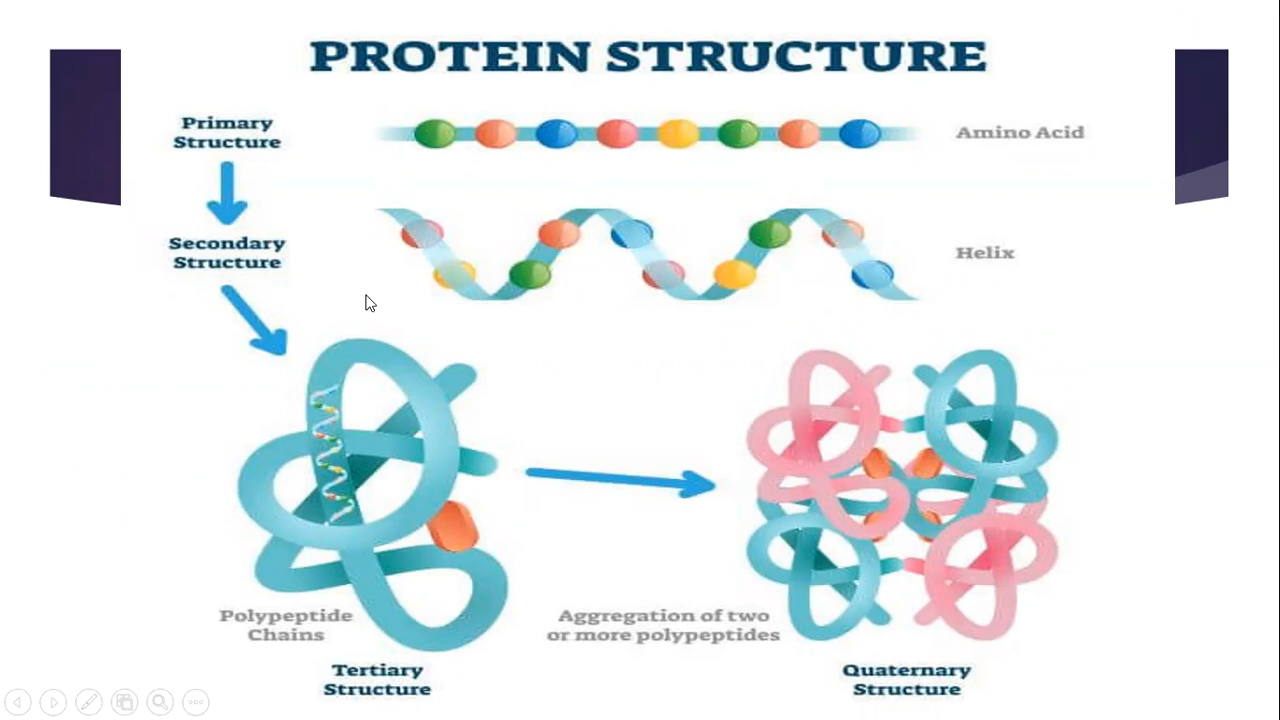 PROTEIN STRUCTURE
Primary
Structure
Amino Acid
Secondary
Structure
Helix
Polypeptide
Chains
Aggregation of two
or more polypeptides
Tertiary
Structure
Quaternary
Structure